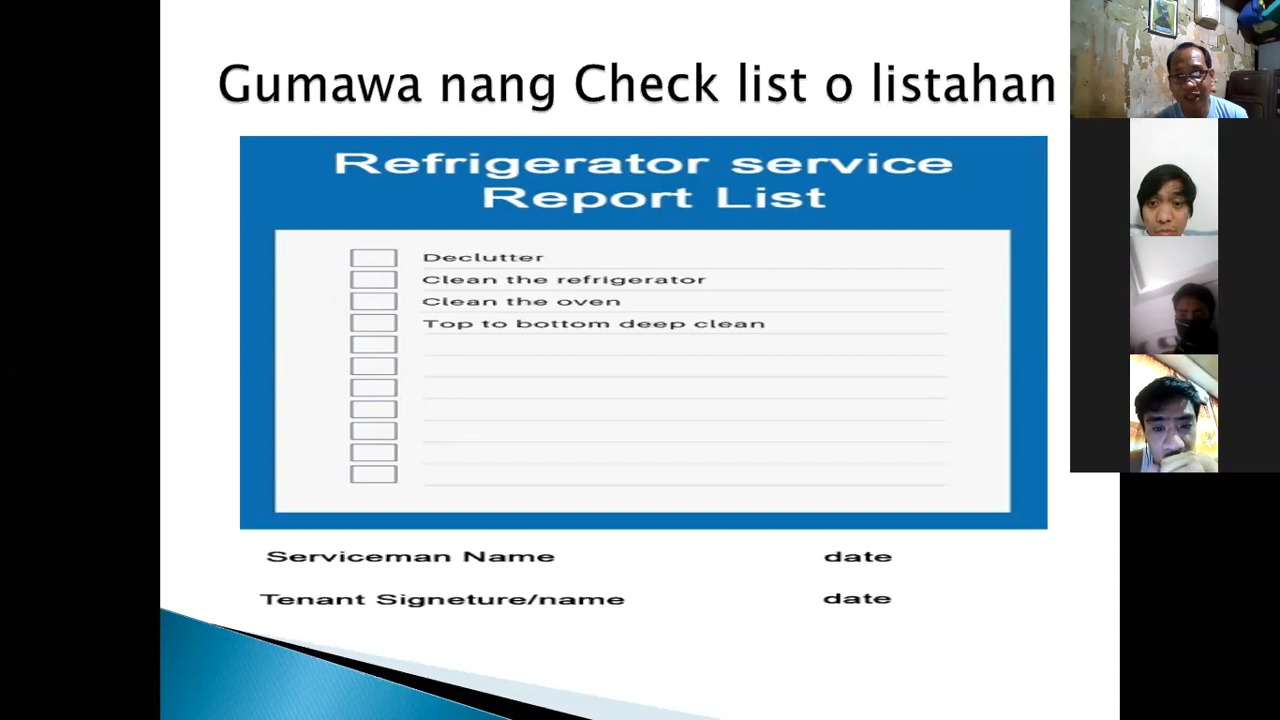 Gumawa nang Check list o listahan
Refrigerator service
Report List
Declutter
Clean the refrigerator
Clean the oven
Top to bottom deep clean
Serviceman Name date
Tenant Signeture/name date